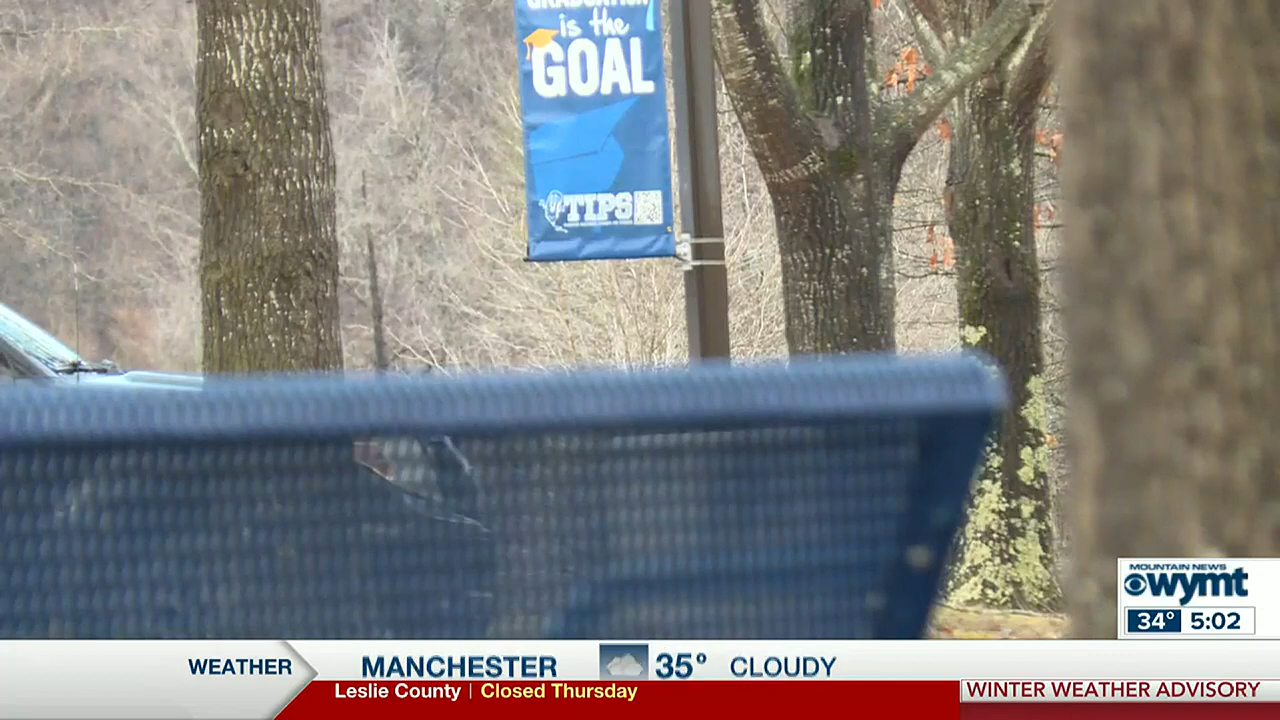 GRADUATION
is the
GOAL
TIPS
MOUNTAIN NEWS
wymt
34° 5:02
WEATHER MANCHESTER 35° CLOUDY
Leslie County | Closed Thursday WINTER WEATHER ADVISORY